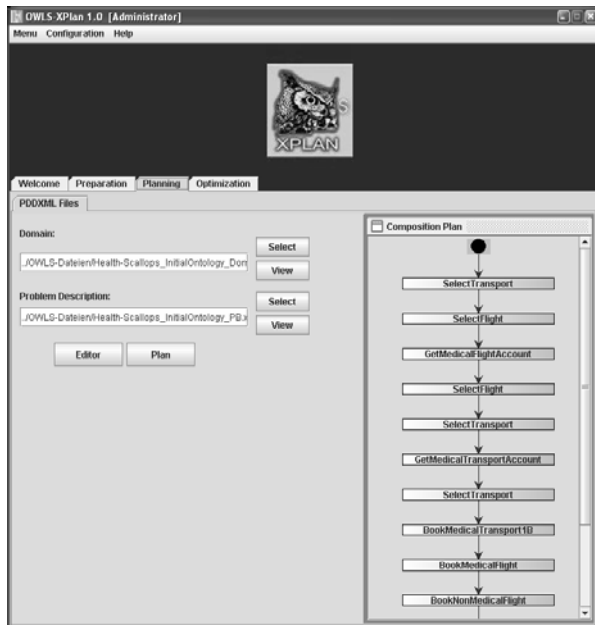 OWLS-XPlan 1.0 [Administrator]
Menu Configuration Help
S
XPLAN
Welcome Preparation Planning Optimization
PDDXML Files
Domain:
Select
../OWLS-Dateien/Health-Scallops_InitialOntology_Dom
View
Problem Description:
Select
../OWLS-Dateien/Health-Scallops_InitialOntology_PB.x
View
Editor Plan
Composition Plan
SelectTransport
SelectFlight
GetMedicalFlightAccount
SelectFlight
SelectTransport
GetMedicalTransportAccount
SelectTransport
BookMedicalTransport1B
BookMedicalFlight
BookNonMedicalFlight